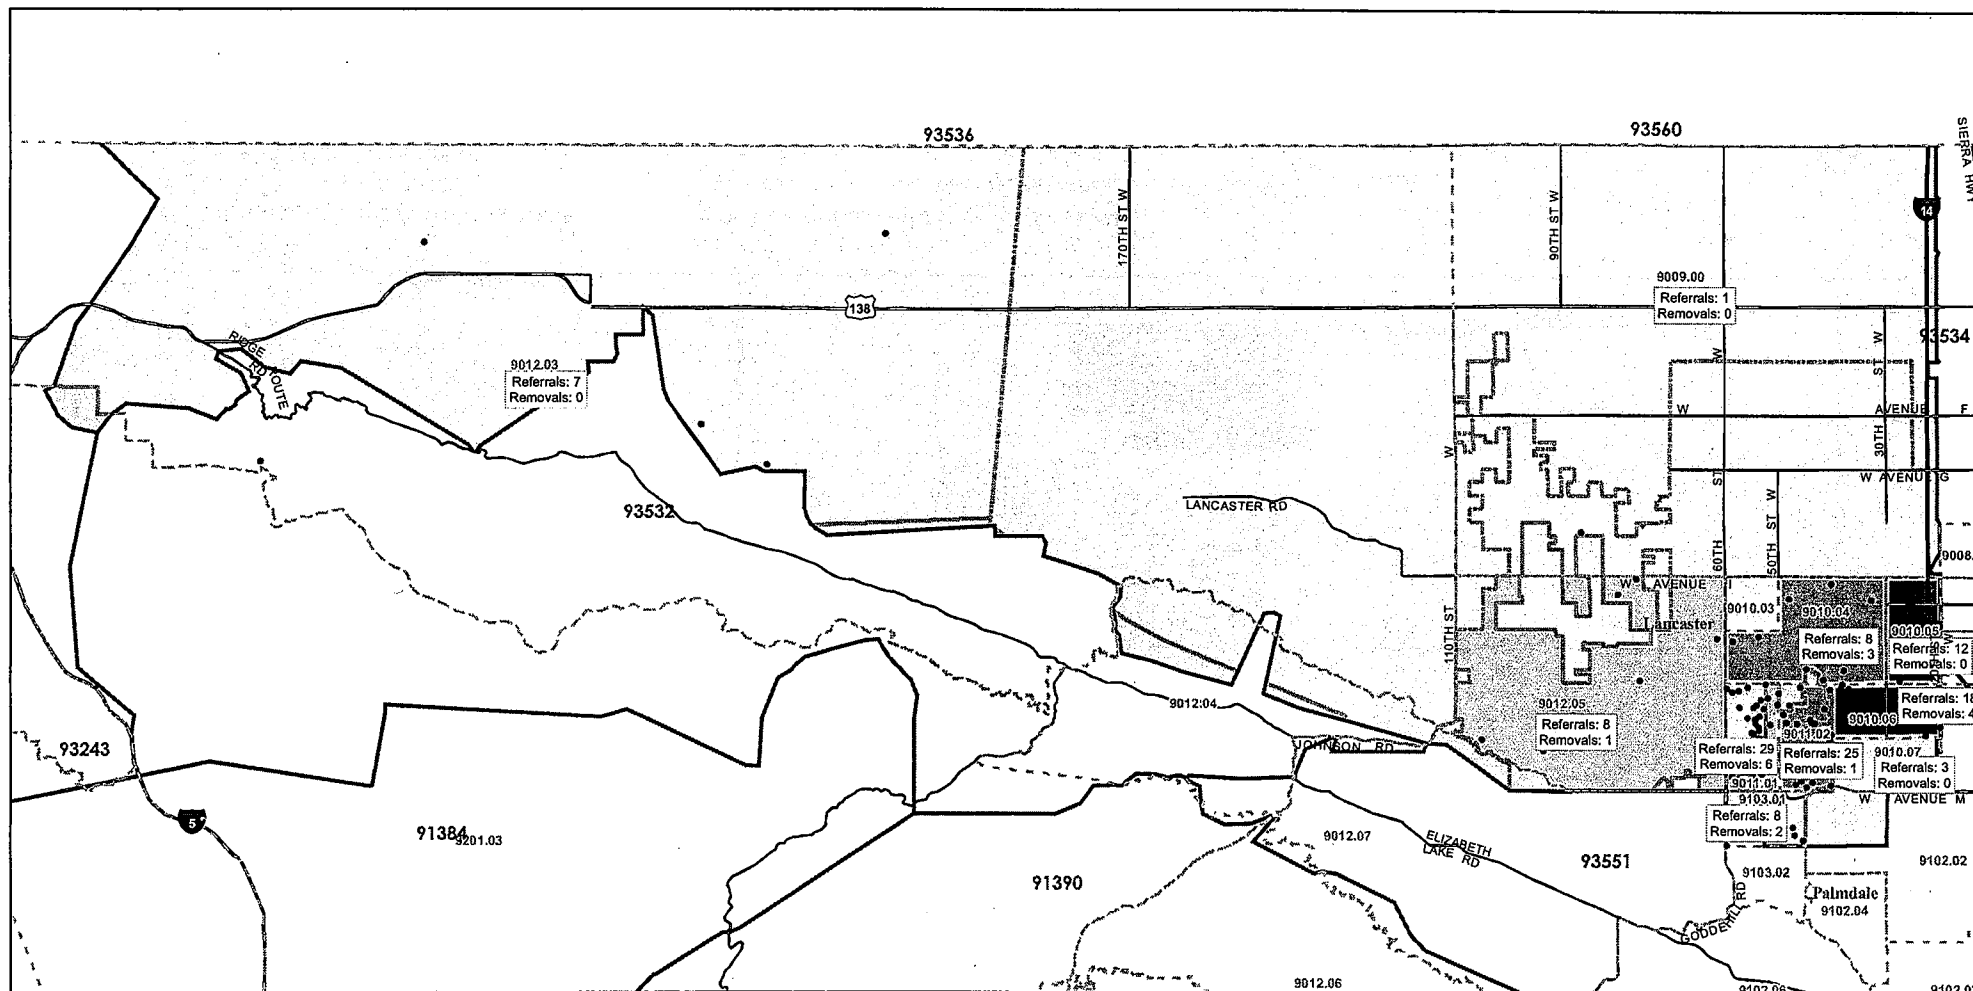 93536
93560
SIERRA HWY
170TH ST W
90TH ST W
14
9009.00
Referrals: 1
Removals: 0
138
93534
RIDGE
ROUTE
RD
9012.03
Referrals: 7
Removals: 0
W
W
ST
30TH
W
AVENUE
F
W AVENUE G
93532
LANCASTER RD
W
110TH ST
60TH
ST
50TH ST W
9008.
W AVENUE I
9010.03
9010.04
Lancaster
9010.05
Referrals: 8
Removals: 3
Referrals: 12
Removals: 0
9012.04
9012.05
Referrals: 8
Removals: 1
9010.06
Referrals: 18
Removals: 4
9011.02
JOHNSON RD
93243
Referrals: 29
Removals: 6
Referrals: 25
Removals: 1
9010.07
Referrals: 3
Removals: 0
9011.01
9103.01
W AVENUE M
Referrals: 8
Removals: 2
5
91384
9201.03
9012.07
ELIZABETH
LAKE RD
93551
91390
9103.02
9102.02
Palmdale
9102.04
GODDEHILL RD
9012.06
9102.06